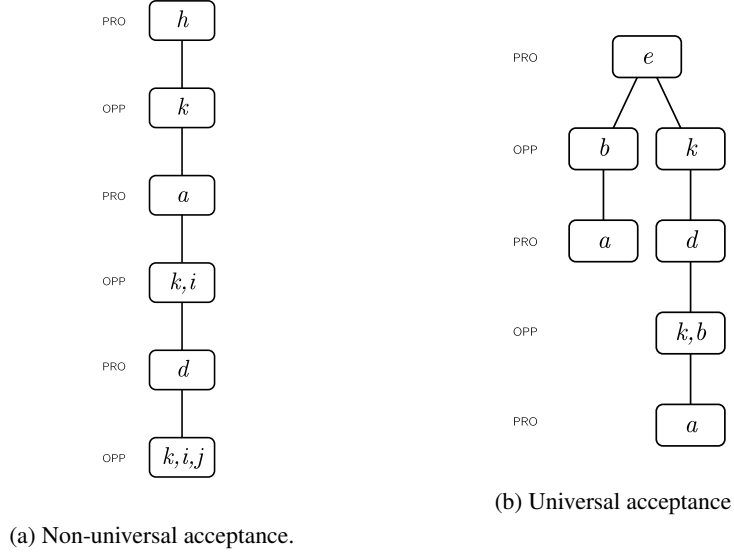 PRO h
OPP k
PRO a
OPP k,i
PRO d
OPP k,i,j
(a) Non-universal acceptance.
PRO e
OPP b k
PRO a d
OPP k,b
PRO a
(b) Universal acceptance